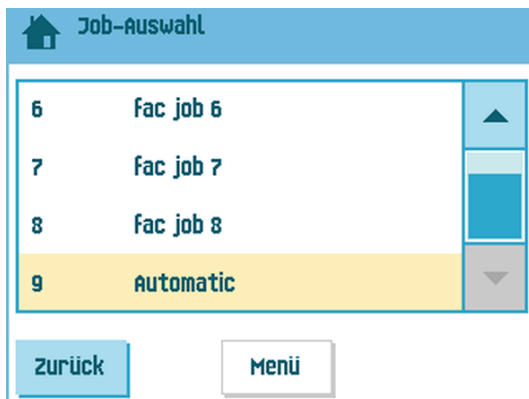 Job-Auswahl
6 fac job 6
7 fac job 7
8 fac job 8
9 Automatic
Zurück Menü